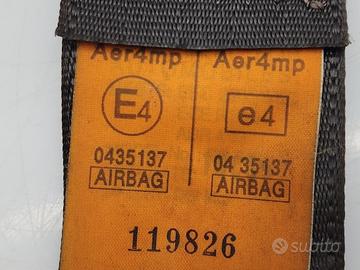 Aer4mp Aer4mp
E4 e4
0435137 04 35137
AIRBAG AIRBAG
119826
subito